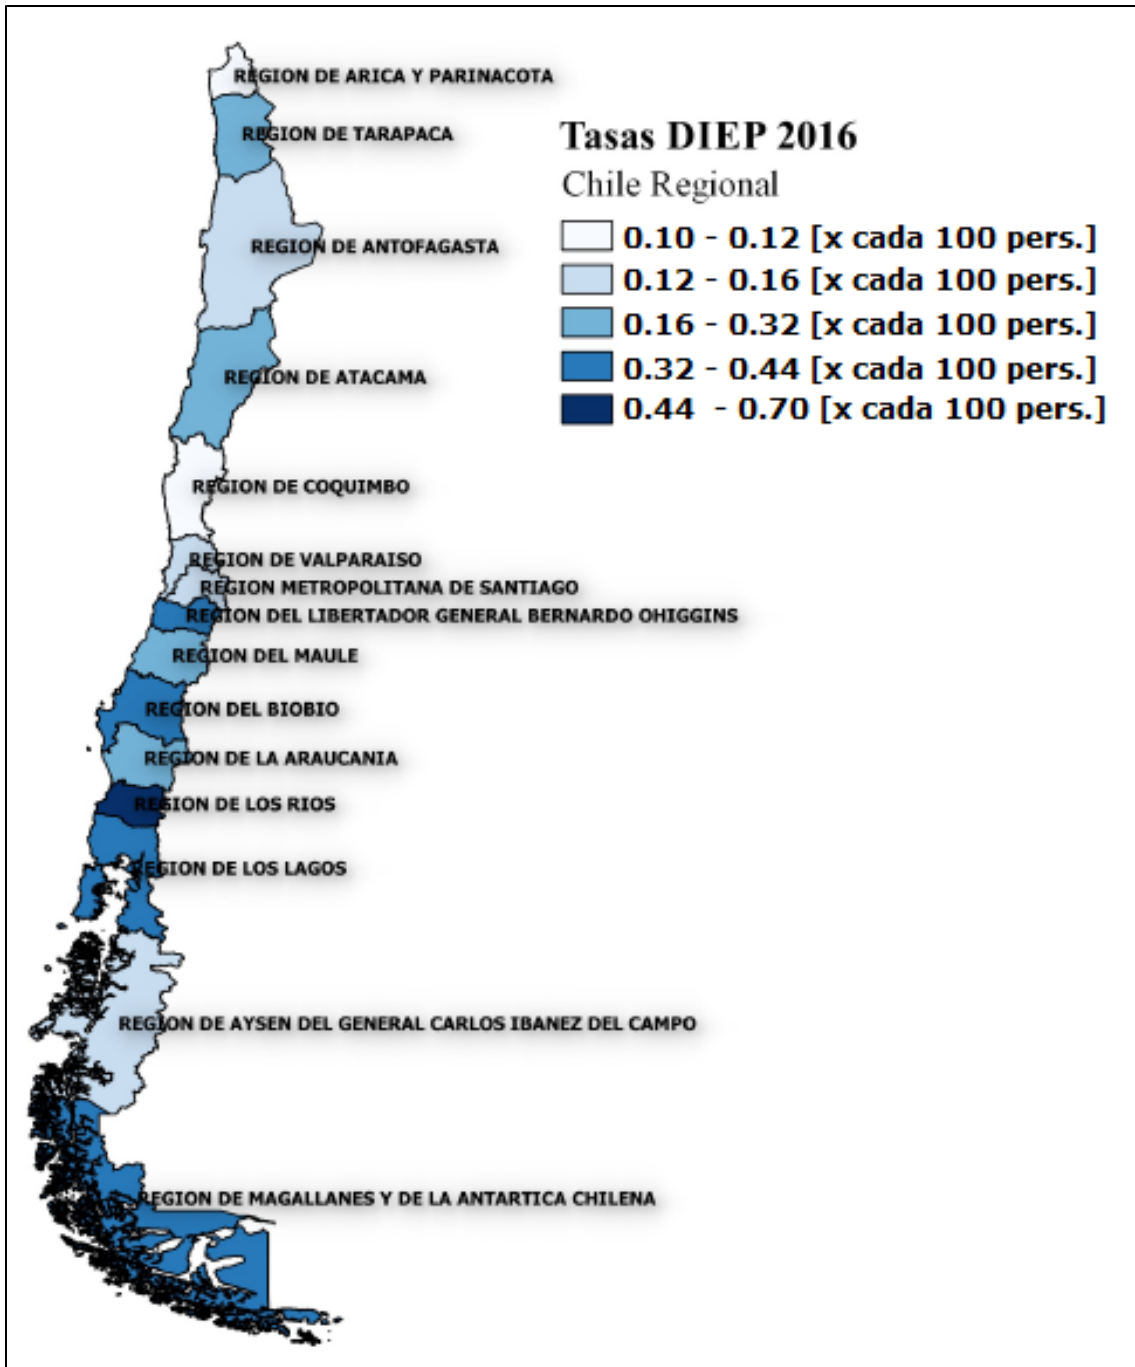 REGION DE ARICA Y PARINACOTA
REGION DE TARAPACA
REGION DE ANTOFAGASTA
REGION DE ATACAMA
REGION DE COQUIMBO
REGION DE VALPARAISO
REGION METROPOLITANA DE SANTIAGO
REGION DEL LIBERTADOR GENERAL BERNARDO OHIGGINS
REGION DEL MAULE
REGION DEL BIOBIO
REGION DE LA ARAUCANIA
REGION DE LOS RIOS
REGION DE LOS LAGOS
REGION DE AYSEN DEL GENERAL CARLOS IBANEZ DEL CAMPO
REGION DE MAGALLANES Y DE LA ANTARTICA CHILENA
Tasas DIEP 2016
Chile Regional
0.10 - 0.12 [x cada 100 pers.]
0.12 - 0.16 [x cada 100 pers.]
0.16 - 0.32 [x cada 100 pers.]
0.32 - 0.44 [x cada 100 pers.]
0.44 - 0.70 [x cada 100 pers.]